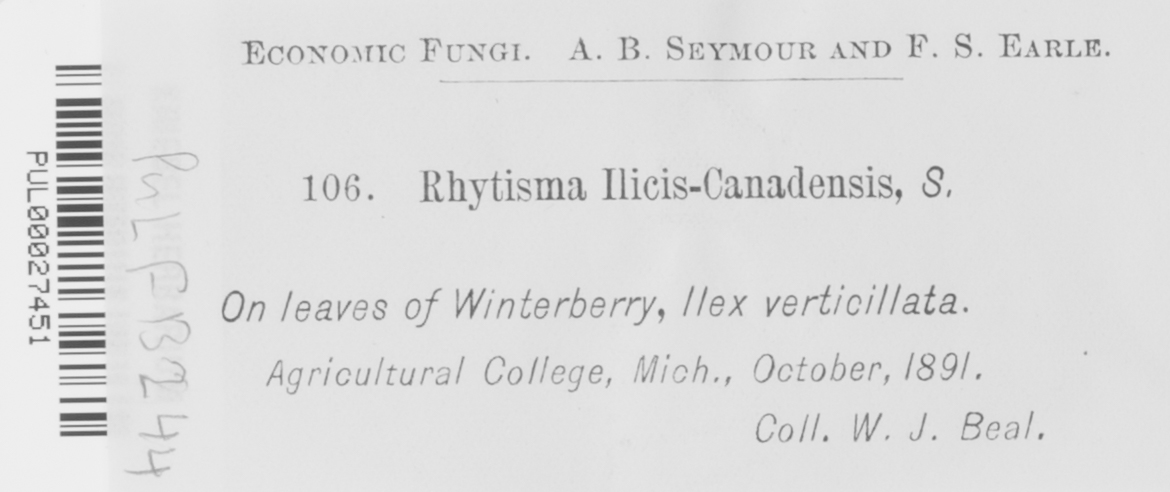 ECONOMIC FUNGI. A. B. SEYMOUR AND F. S. EARLE.
106. Rhytisma Ilicis-Canadensis, S.
On leaves of Winterberry, Ilex verticillata.
Agricultural College, Mich., October, 1891.
Coll. W. J. Beal.
PUL00027451
PUL F